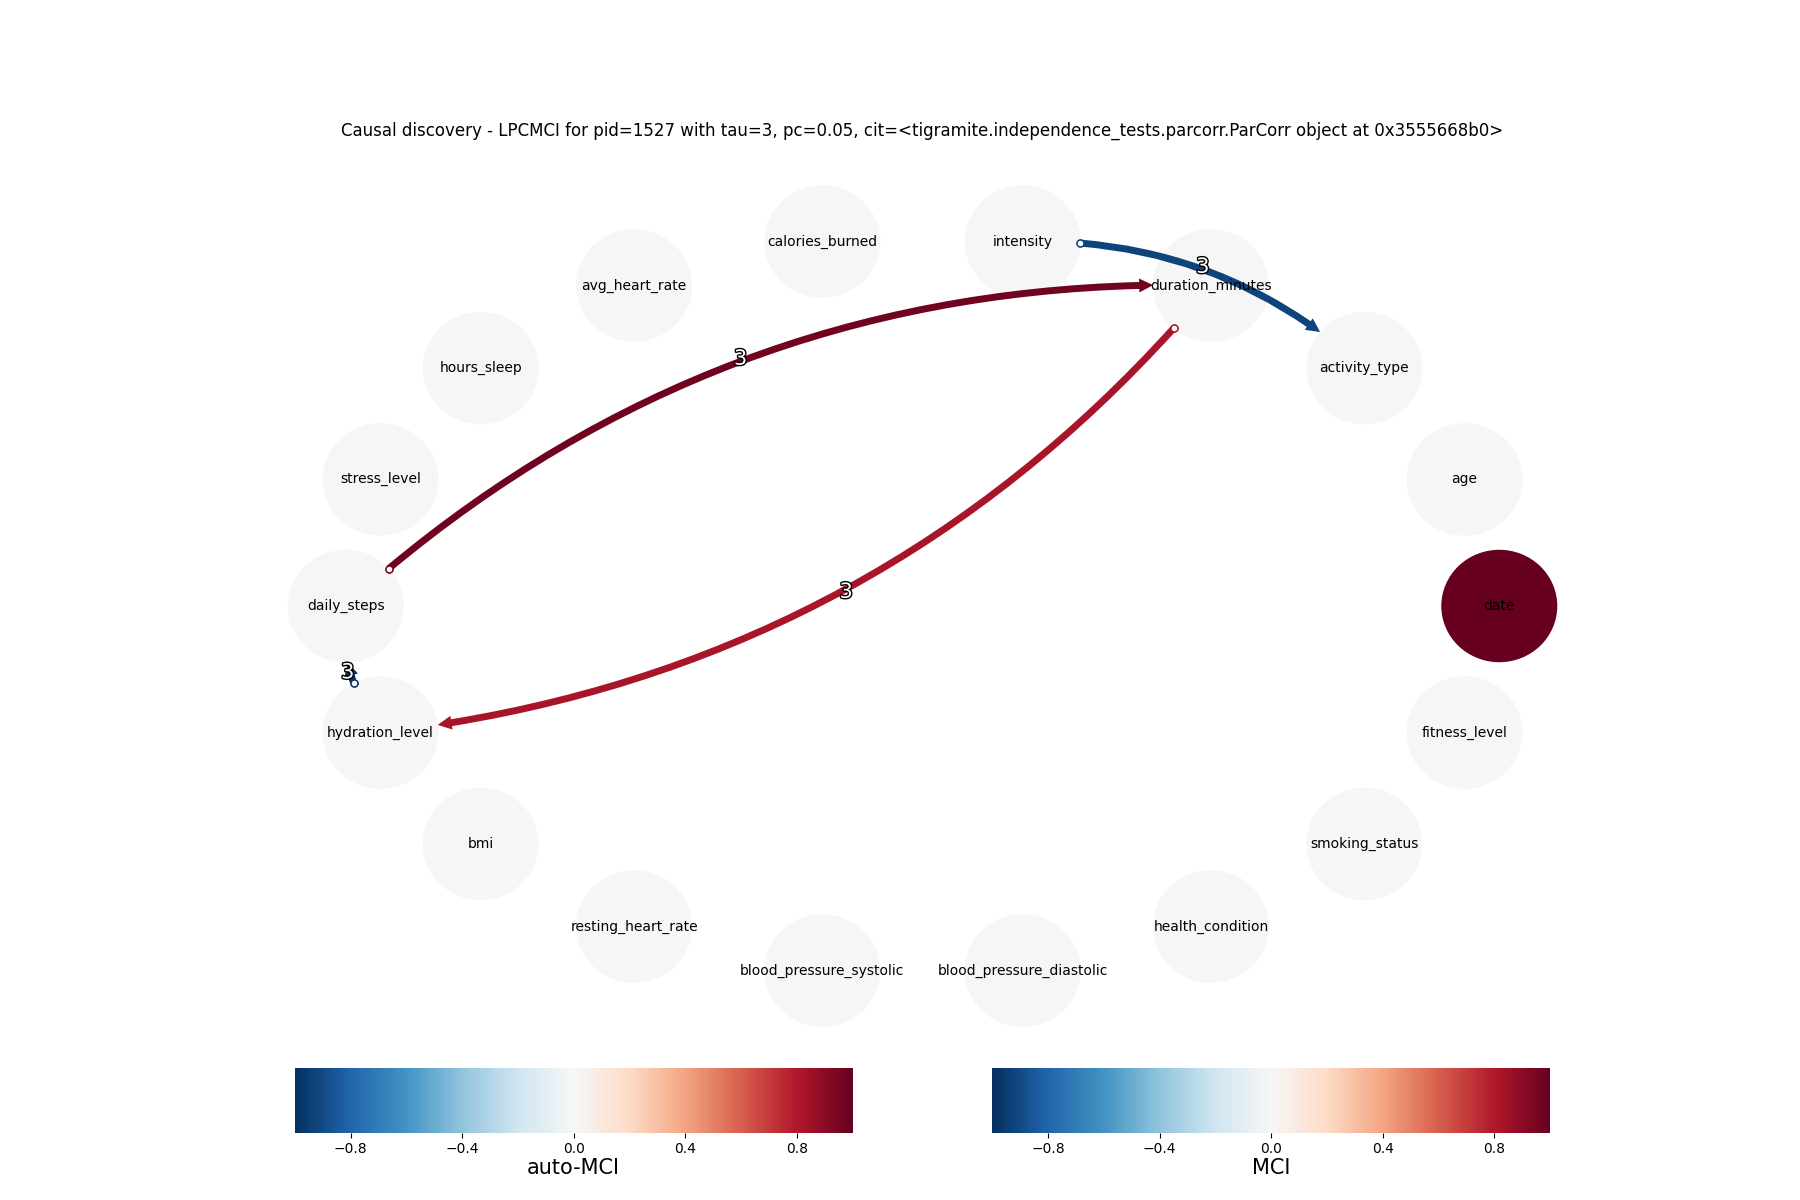 Causal discovery - LPCMCI for pid=1527 with tau=3, pc=0.05, cit=<tigramite.independence_tests.parcorr.ParCorr object at 0x3555668b0>
calories_burned
intensity
3
avg_heart_rate
duration_minutes
3
hours_sleep
activity_type
stress_level
age
3
daily_steps
date
3
hydration_level
fitness_level
bmi
smoking_status
resting_heart_rate
health_condition
blood_pressure_systolic
blood_pressure_diastolic
−0.8 −0.4 0.0 0.4 0.8
auto-MCI
−0.8 −0.4 0.0 0.4 0.8
MCI